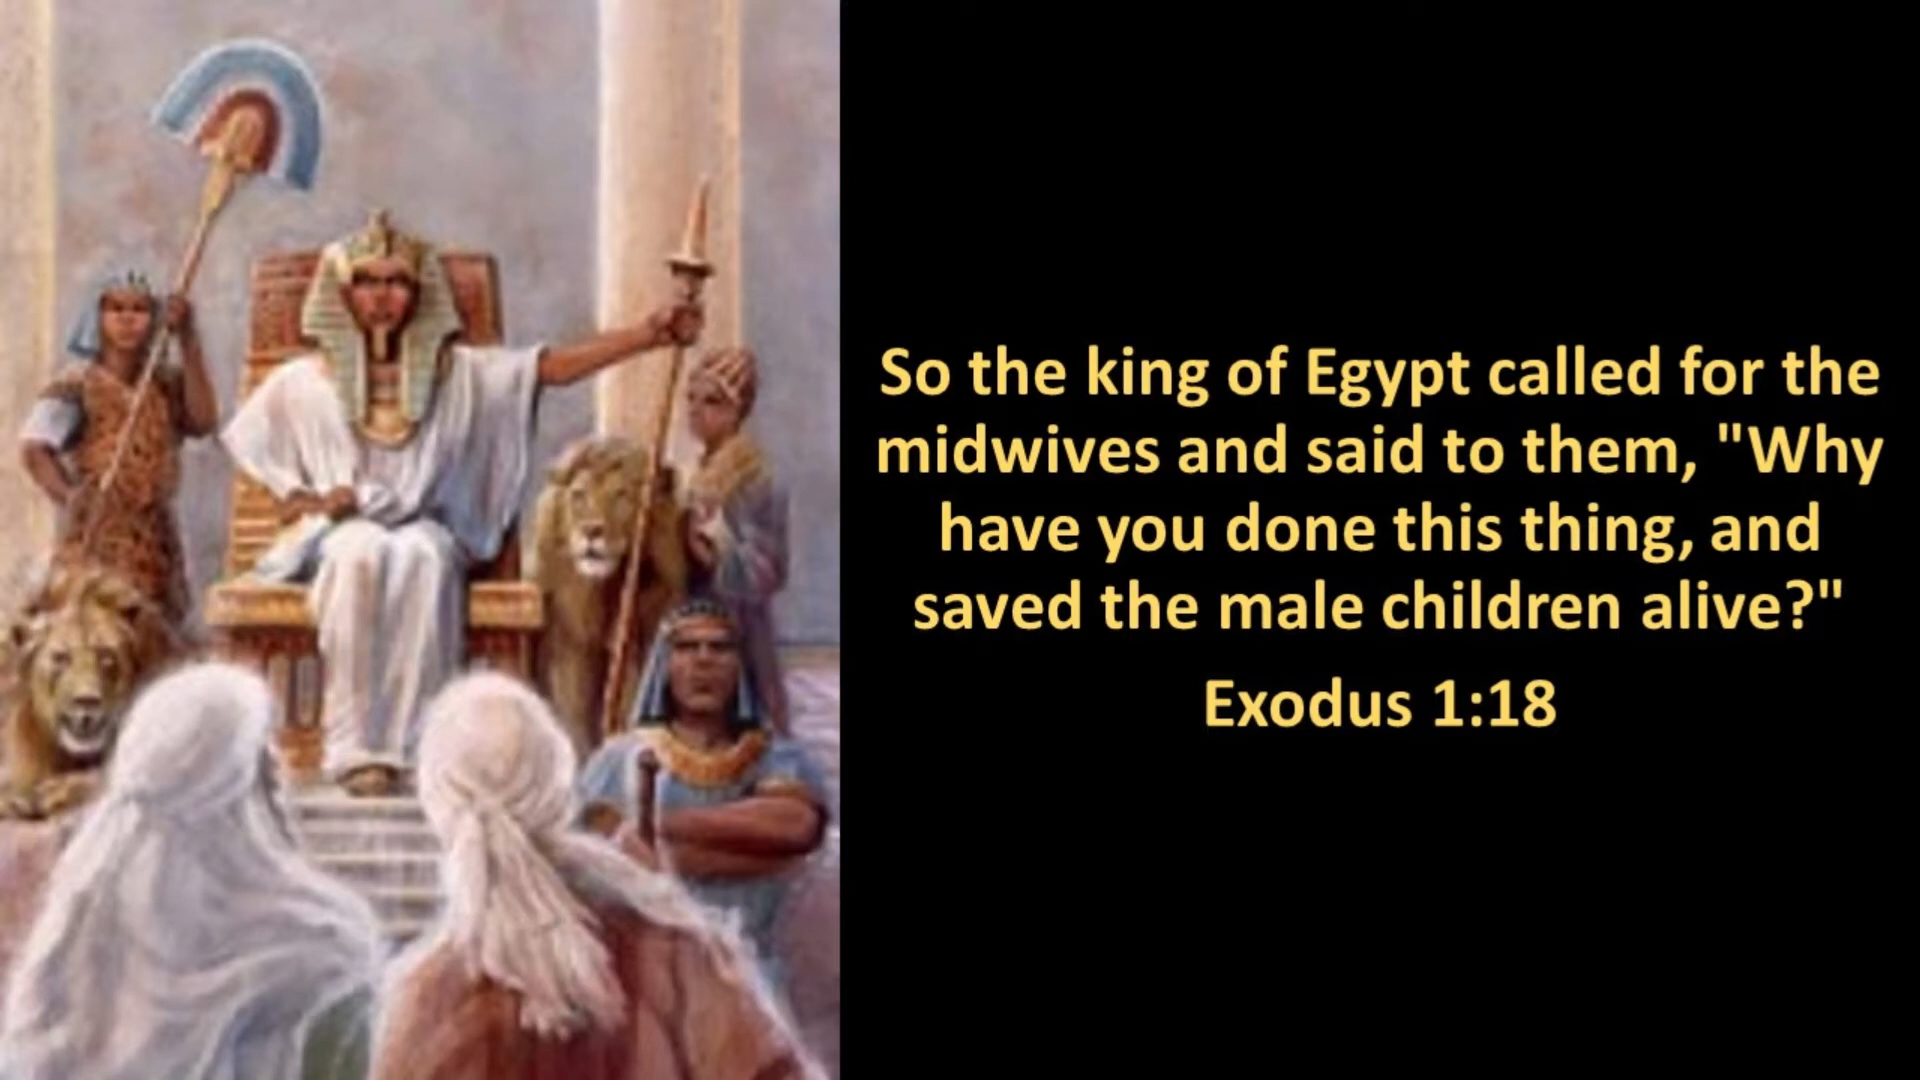 So the king of Egypt called for the
midwives and said to them, "Why
have you done this thing, and
saved the male children alive?"
Exodus 1:18